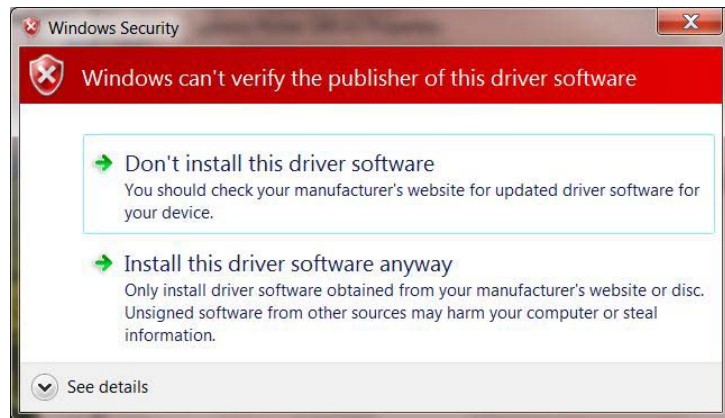 Windows Security
X
Windows can't verify the publisher of this driver software
Don't install this driver software
You should check your manufacturer's website for updated driver software for
your device.
Install this driver software anyway
Only install driver software obtained from your manufacturer's website or disc.
Unsigned software from other sources may harm your computer or steal
information.
See details